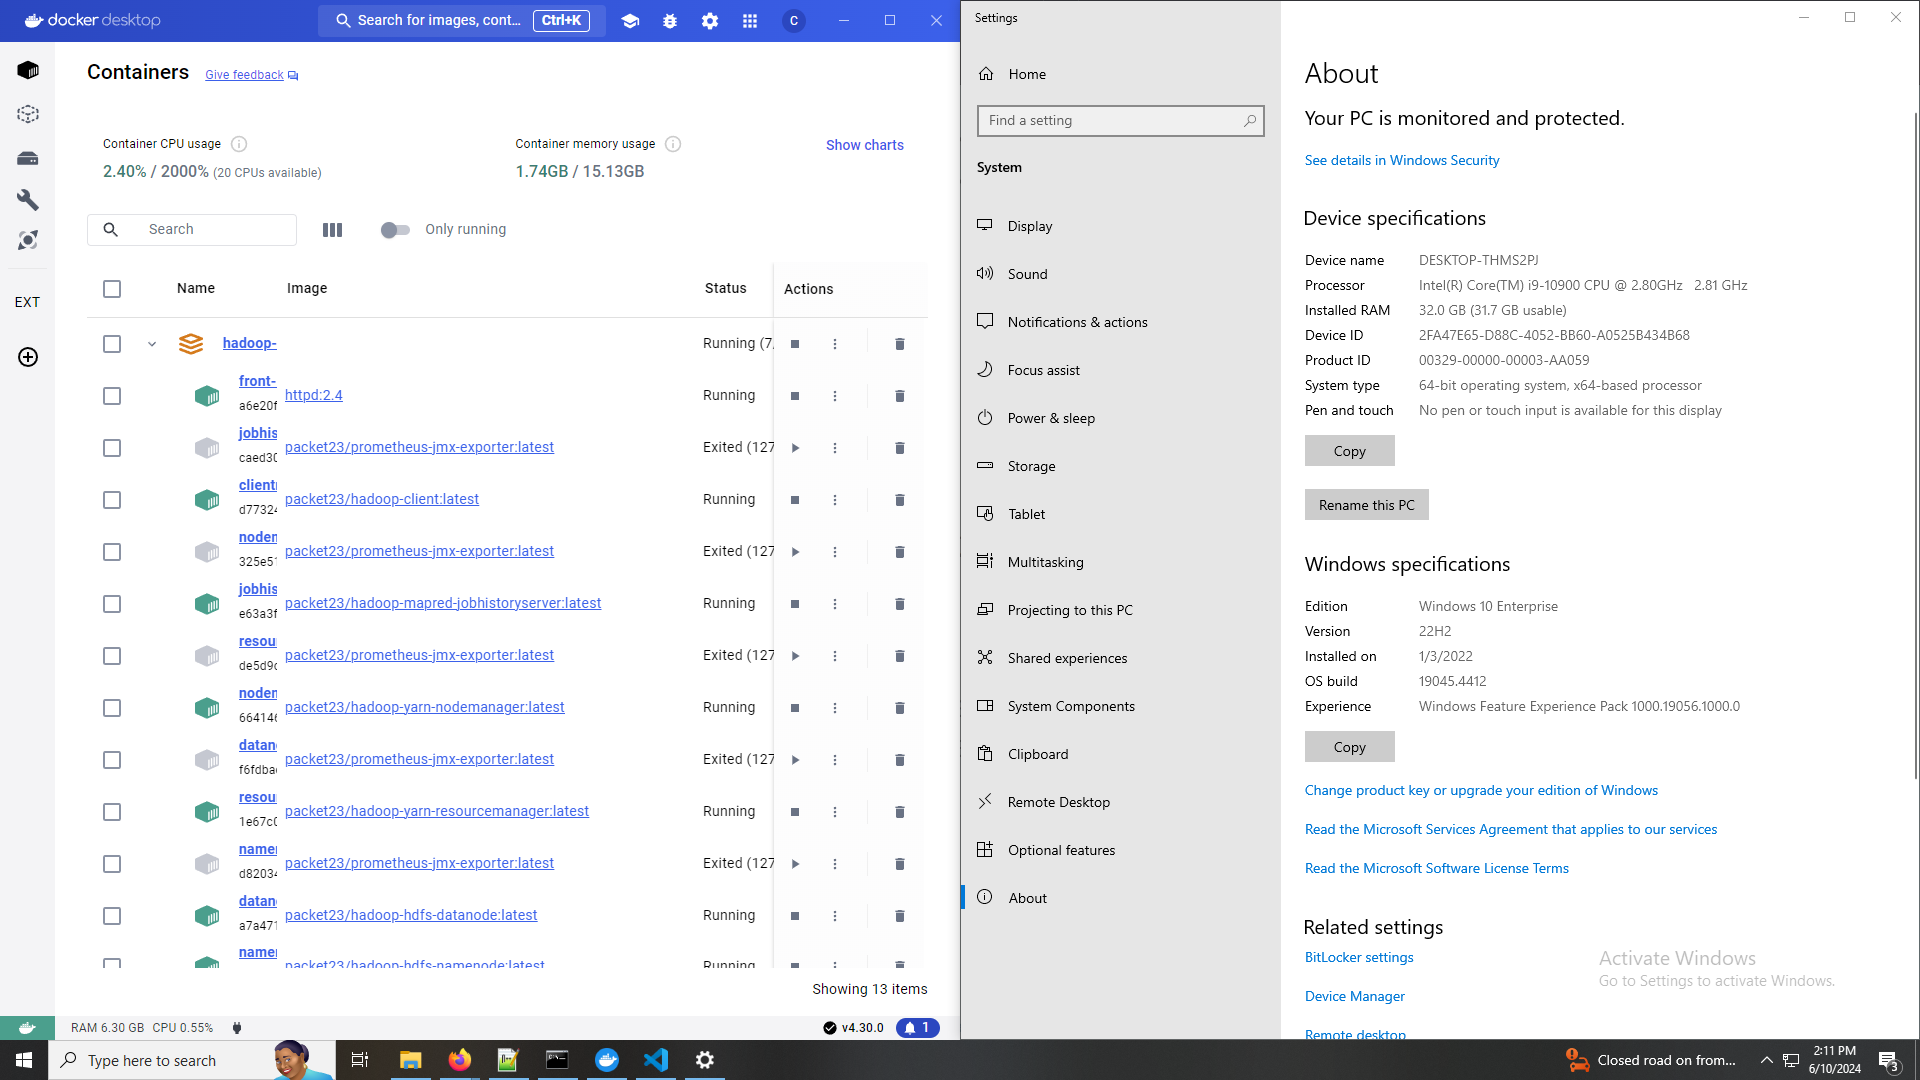 docker desktop
Search for images, cont... Ctrl+K
C
Containers Give feedback
Container CPU usage
2.40% / 2000% (20 CPUs available)
Container memory usage
1.74GB / 15.13GB
Show charts
Search
Only running
Name Image Status Actions
hadoop- Running (7,
front- httpd:2.4 Running
a6e20f
jobhis packet23/prometheus-jmx-exporter:latest Exited (127
caed30
client packet23/hadoop-client:latest Running
d77324
noden packet23/prometheus-jmx-exporter:latest Exited (127
325e51
jobhis packet23/hadoop-mapred-jobhistoryserver:latest Running
e63a3f
resou packet23/prometheus-jmx-exporter:latest Exited (127
de5d9c
noden packet23/hadoop-yarn-nodemanager:latest Running
664146
datan packet23/prometheus-jmx-exporter:latest Exited (127
f6fdba
resou packet23/hadoop-yarn-resourcemanager:latest Running
1e67c0
namer packet23/prometheus-jmx-exporter:latest Exited (127
d82034
datan packet23/hadoop-hdfs-datanode:latest Running
a7a471
namer packet23/hadoop-hdfs-namenode:latest Running
Showing 13 items
EXT
RAM 6.30 GB CPU 0.55%
v4.30.0
1
Settings
Home
Find a setting
System
Display
Sound
Notifications & actions
Focus assist
Power & sleep
Storage
Tablet
Multitasking
Projecting to this PC
Shared experiences
System Components
Clipboard
Remote Desktop
Optional features
About
About
Your PC is monitored and protected.
See details in Windows Security
Device specifications
Device name DESKTOP-THMS2PJ
Processor Intel(R) Core(TM) i9-10900 CPU @ 2.80GHz 2.81 GHz
Installed RAM 32.0 GB (31.7 GB usable)
Device ID 2FA47E65-D88C-4052-BB60-A0525B434B68
Product ID 00329-00000-00003-AA059
System type 64-bit operating system, x64-based processor
Pen and touch No pen or touch input is available for this display
Copy
Rename this PC
Windows specifications
Edition Windows 10 Enterprise
Version 22H2
Installed on 1/3/2022
OS build 19045.4412
Experience Windows Feature Experience Pack 1000.19056.1000.0
Copy
Change product key or upgrade your edition of Windows
Read the Microsoft Services Agreement that applies to our services
Read the Microsoft Software License Terms
Related settings
BitLocker settings
Device Manager
Remote desktop
Activate Windows
Go to Settings to activate Windows.
Type here to search
Closed road on from...
2:11 PM
6/10/2024
3